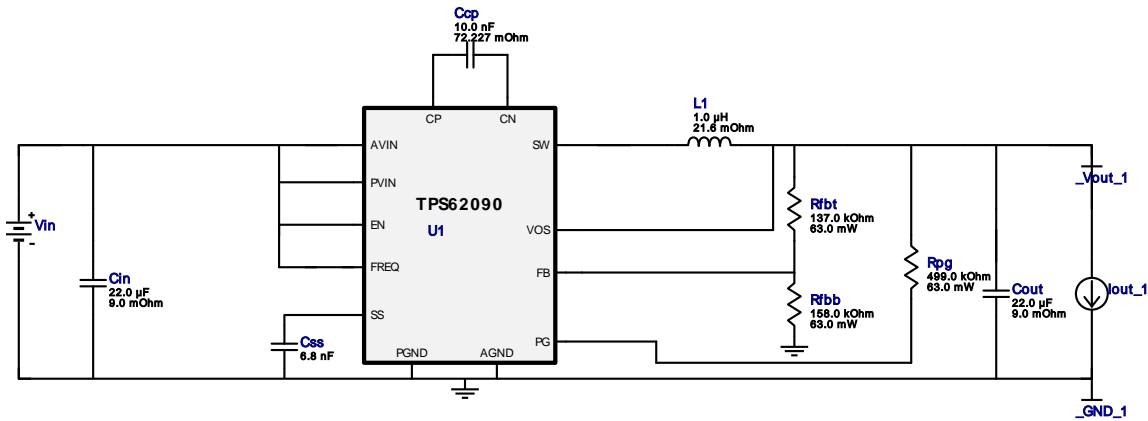 Ccp
10.0 nF
72.227 mOhm
CP
CN
L1
1.0 µH
21.6 mOhm
AVIN
PVIN
EN
FREQ
SS
TPS62090
U1
SW
VOS
FB
PG
PGND
AGND
+
Vin
-
Cin
22.0 µF
9.0 mOhm
Css
6.8 nF
Rfbt
137.0 kOhm
63.0 mW
Rfbb
158.0 kOhm
63.0 mW
Rpg
499.0 kOhm
63.0 mW
Cout
22.0 µF
9.0 mOhm
_Vout_1
Iout_1
_GND_1